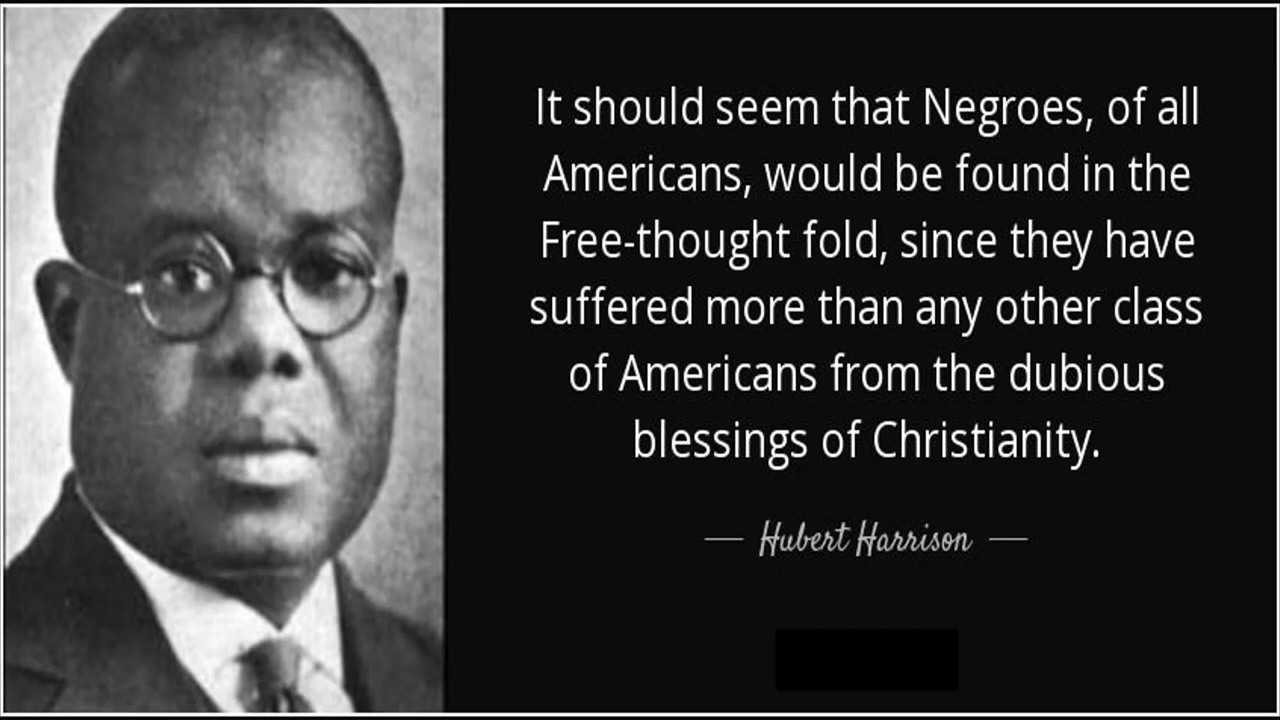 It should seem that Negroes, of all
Americans, would be found in the
Free-thought fold, since they have
suffered more than any other class
of Americans from the dubious
blessings of Christianity.
— Hubert Harrison —